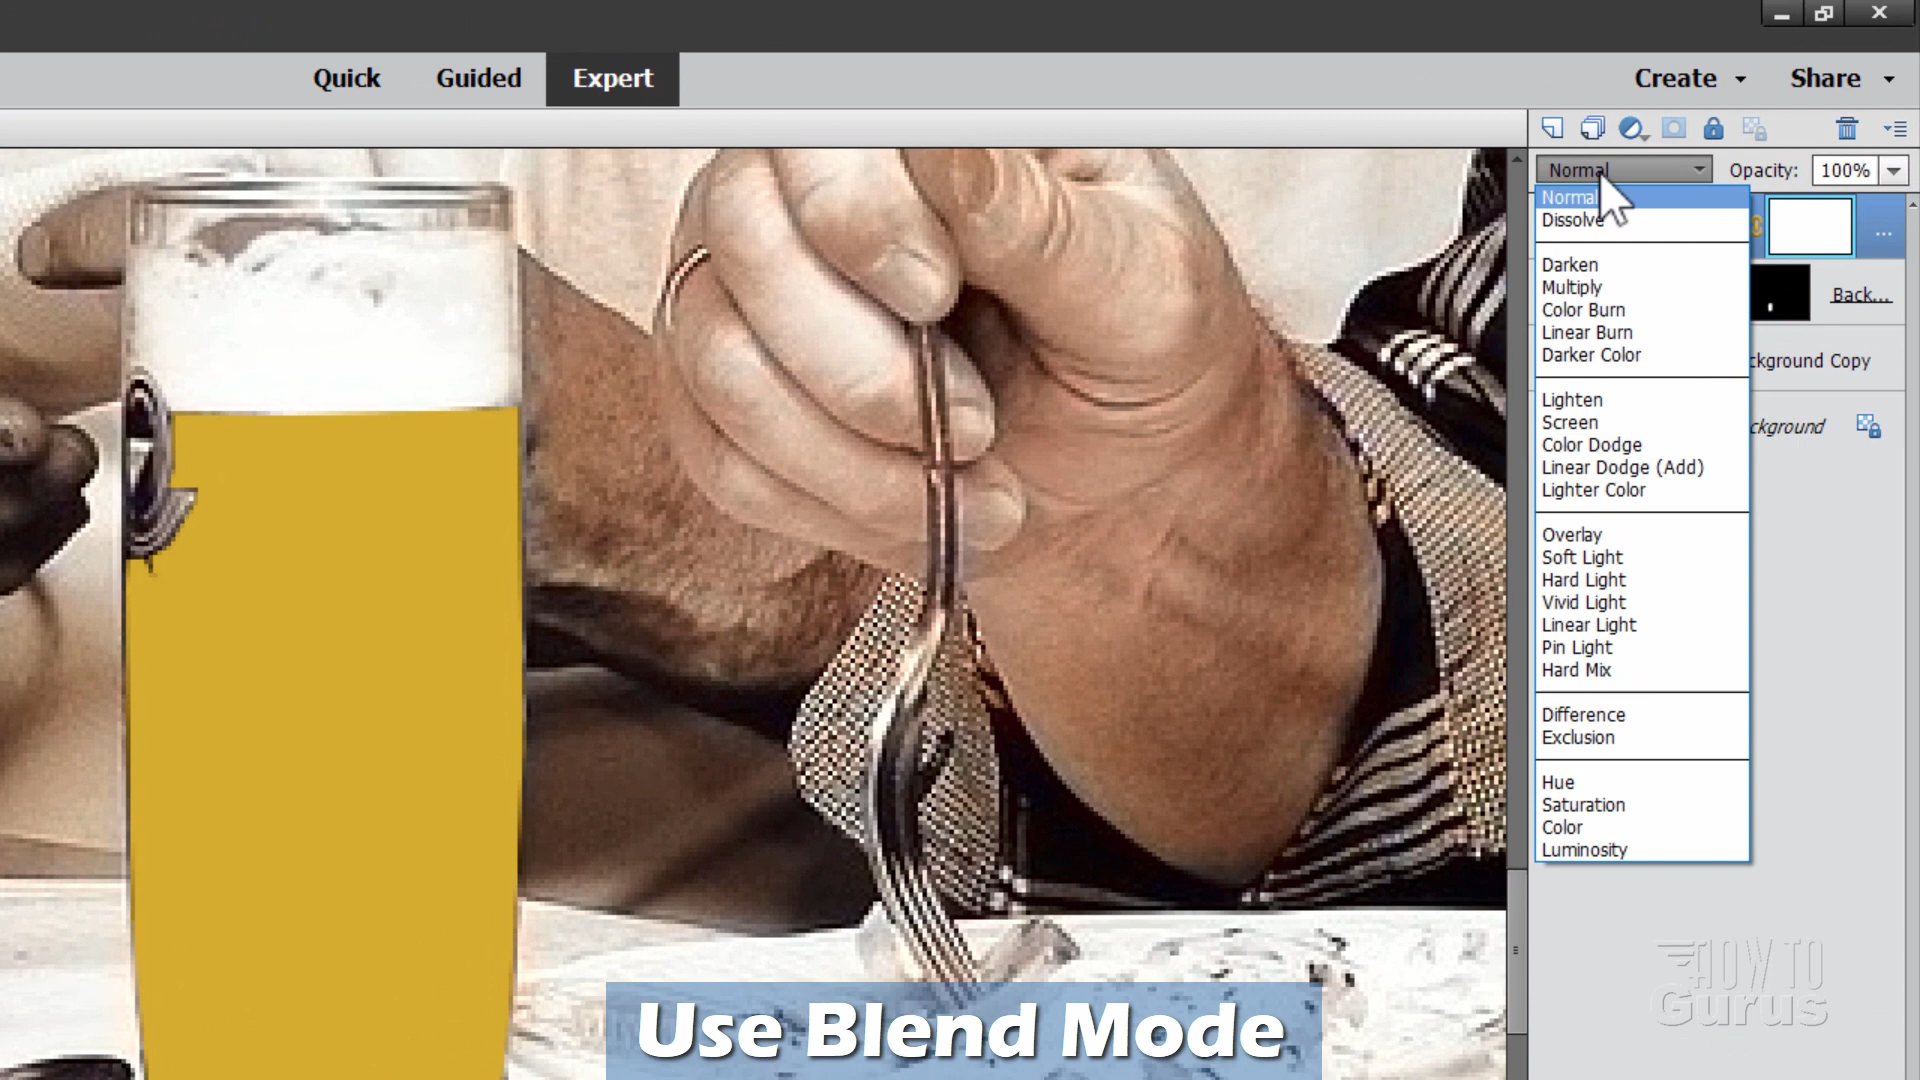 Quick Guided Expert Create Share
Normal Opacity: 100%
Normal
Dissolve
Darken
Multiply
Color Burn
Linear Burn
Darker Color
Lighten
Screen
Color Dodge
Linear Dodge (Add)
Lighter Color
Overlay
Soft Light
Hard Light
Vivid Light
Linear Light
Pin Light
Hard Mix
Difference
Exclusion
Hue
Saturation
Color
Luminosity
...
Back...
ckground Copy
ckground
HOW TO
Gurus
Use Blend Mode